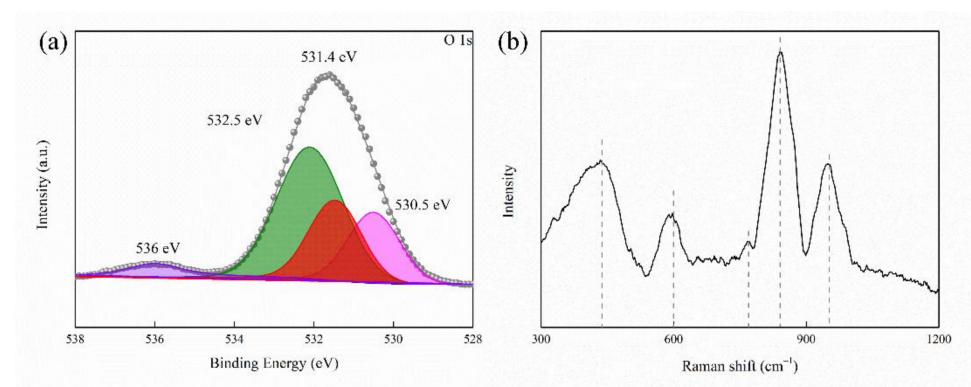 (a)
O 1s
531.4 eV
532.5 eV
530.5 eV
536 eV
Intensity (a.u.)
538 536 534 532 530 528
Binding Energy (eV)
(b)
Intensity
300 600 900 1200
Raman shift (cm⁻¹)